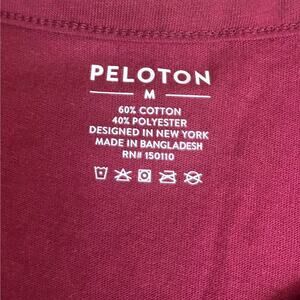 PELOTON
M
60% COTTON
40% POLYESTER
DESIGNED IN NEW YORK
MADE IN BANGLADESH
RN# 150110